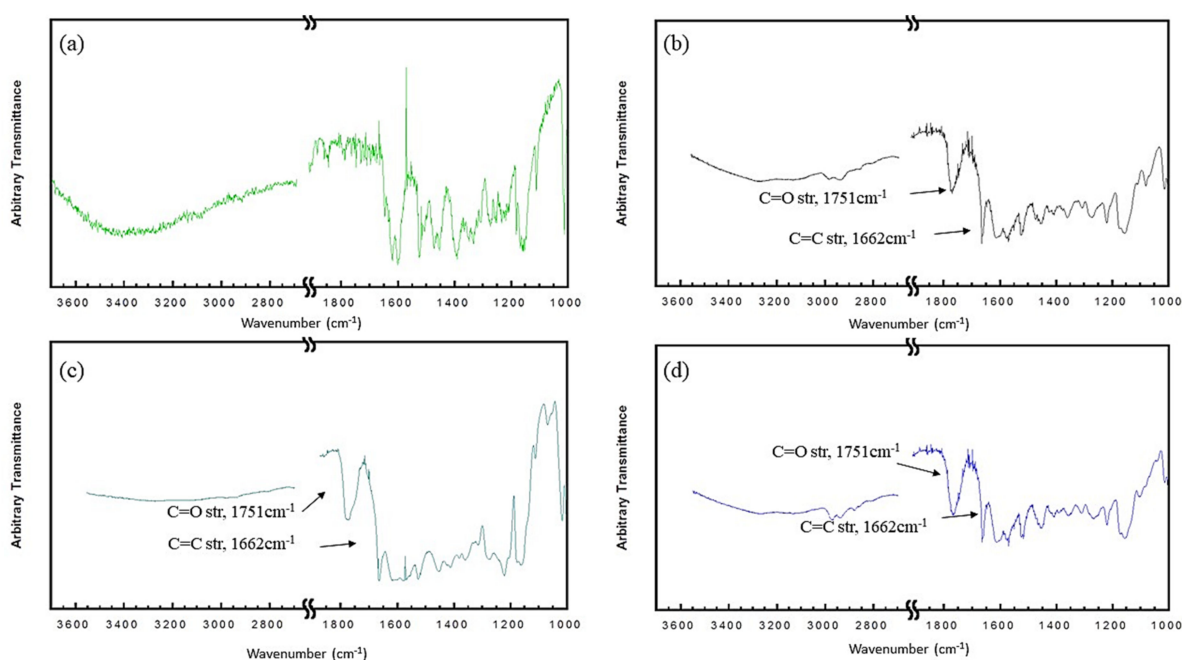 (a)
Arbitrary Transmittance
3600 3400 3200 3000 2800 1800 1600 1400 1200 1000
Wavenumber (cm-1)
(b)
Arbitrary Transmittance
C=O str, 1751cm-1
C=C str, 1662cm-1
3600 3400 3200 3000 2800 1800 1600 1400 1200 1000
Wavenumber (cm-1)
(c)
Arbitrary Transmittance
C=O str, 1751cm-1
C=C str, 1662cm-1
3600 3400 3200 3000 2800 1800 1600 1400 1200 1000
Wavenumber (cm-1)
(d)
Arbitrary Transmittance
C=O str, 1751cm-1
C=C str, 1662cm-1
3600 3400 3200 3000 2800 1800 1600 1400 1200 1000
Wavenumber (cm-1)